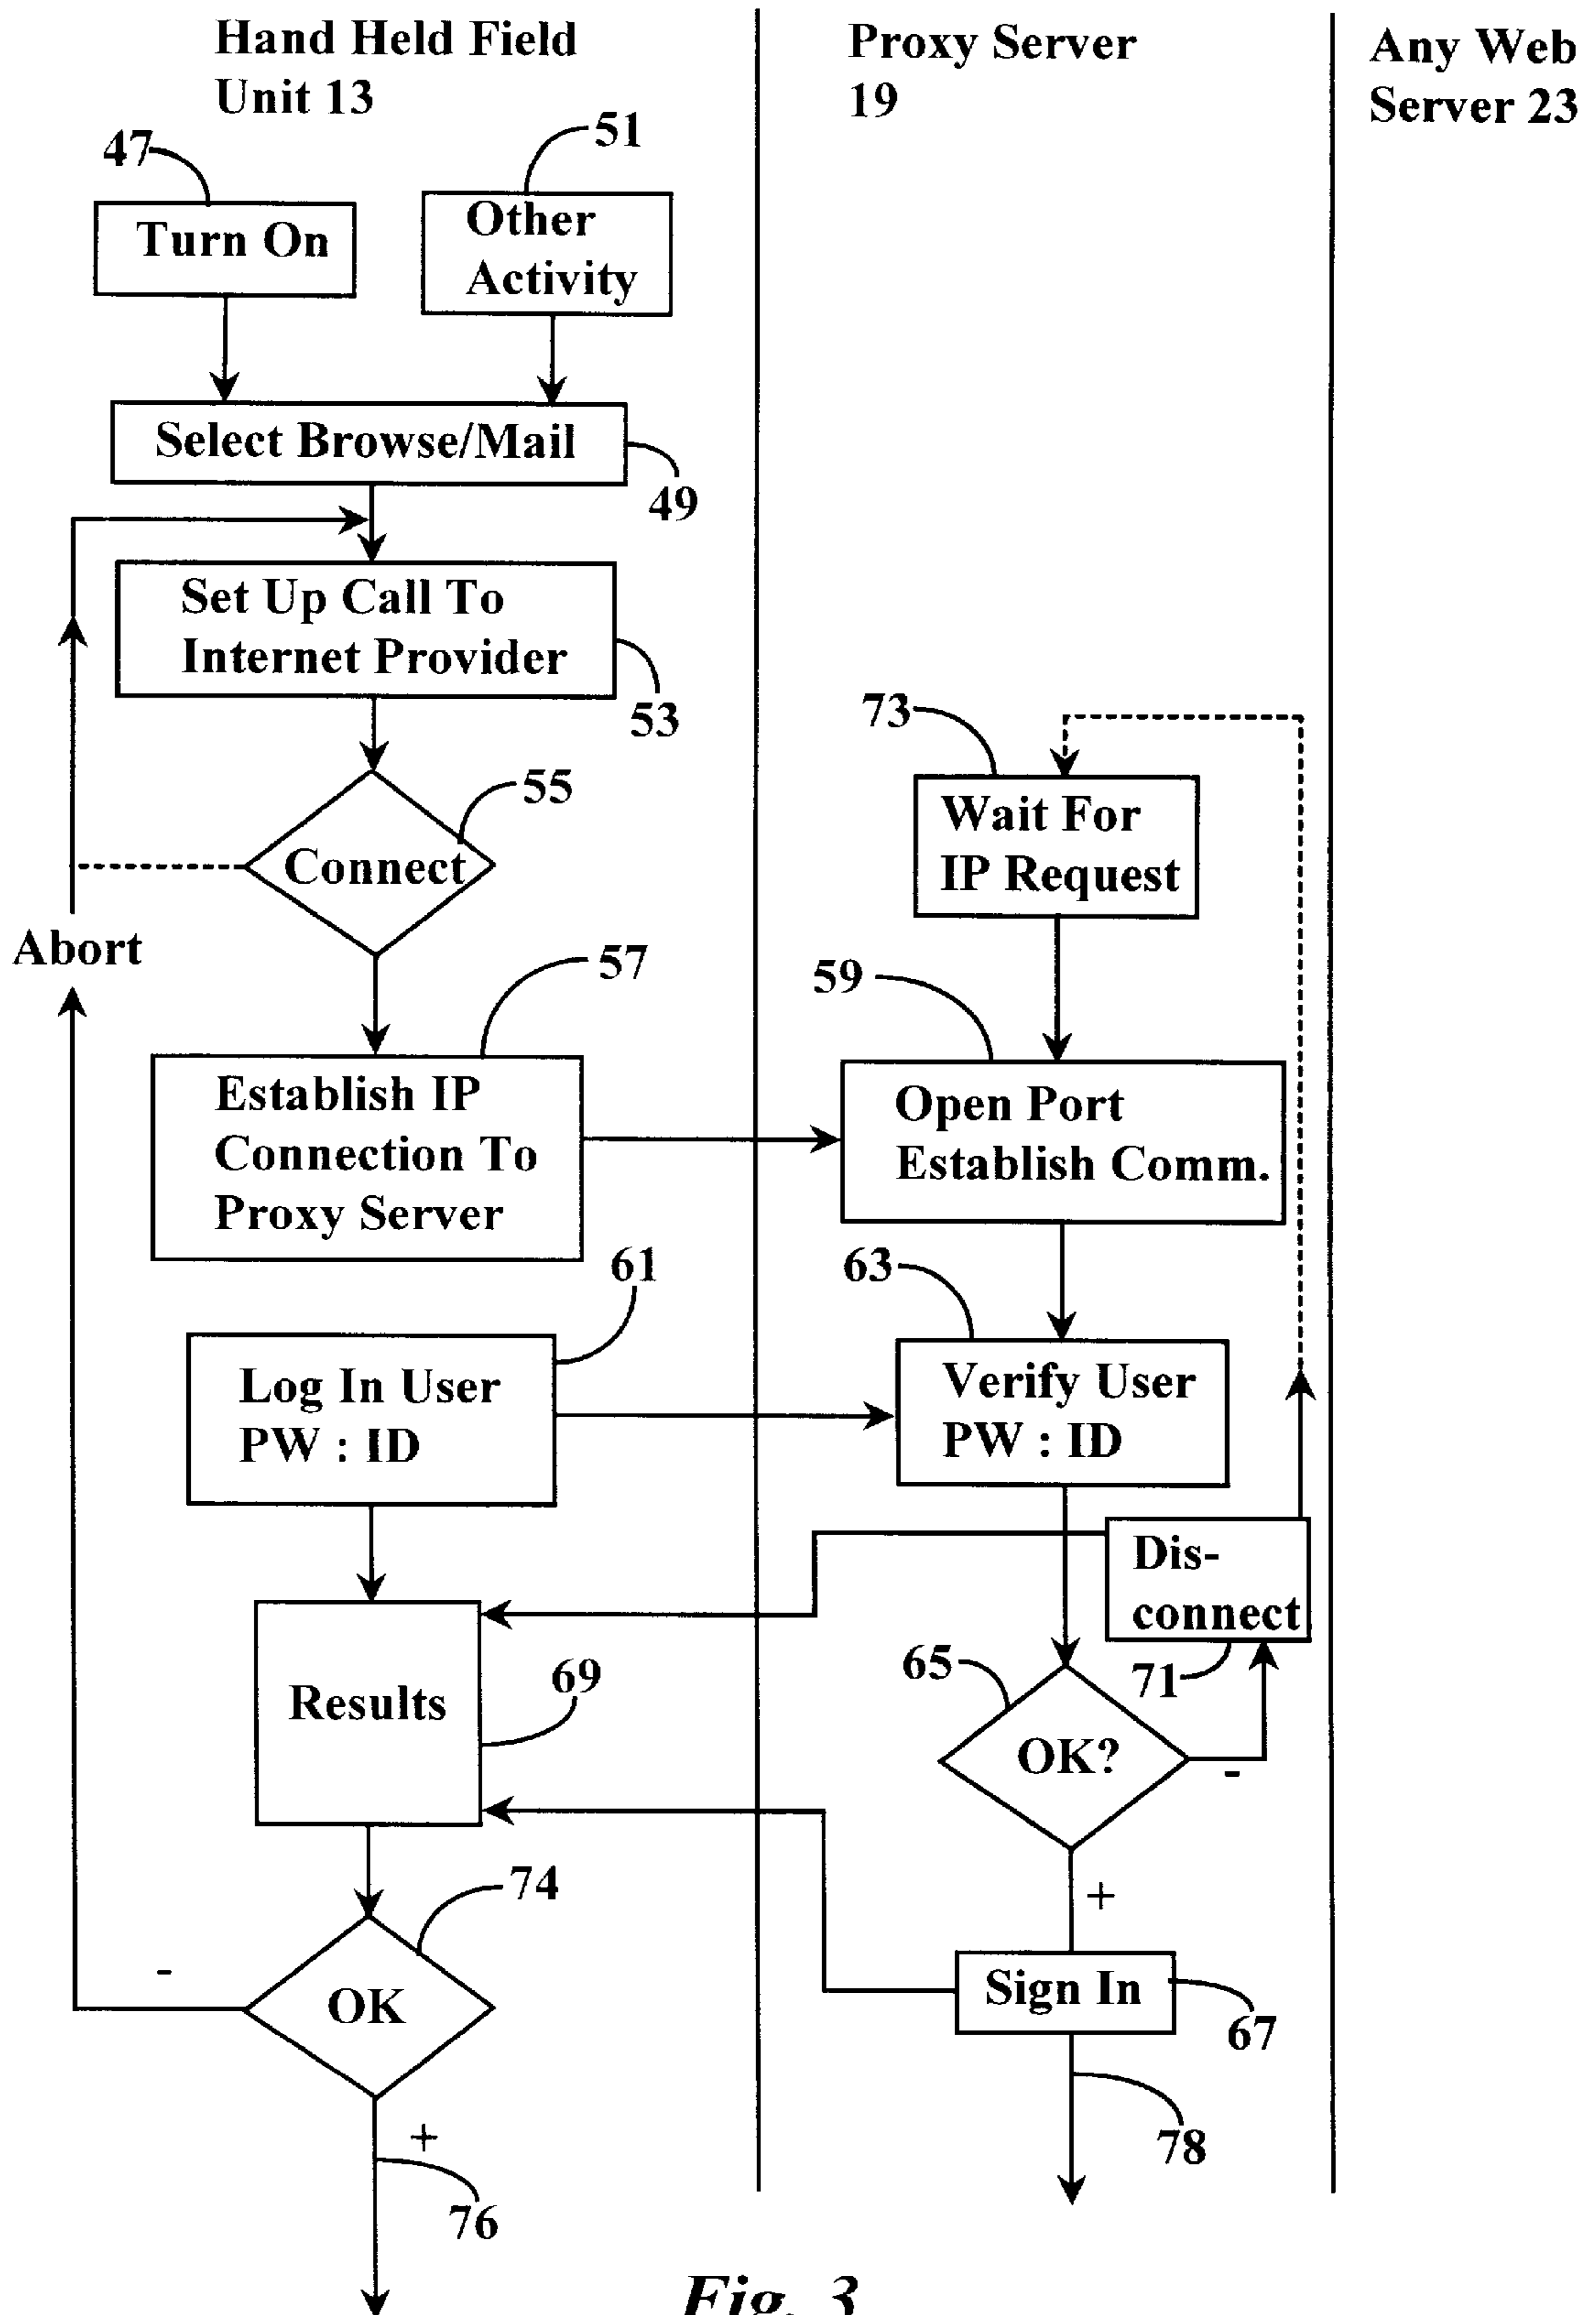 Hand Held Field
Unit 13
Proxy Server
19
Any Web
Server 23
47
51
Turn On
Other
Activity
Select Browse/Mail
49
Set Up Call To
Internet Provider
53
73
55
Connect
Wait For
IP Request
Abort
57
59
Establish IP
Connection To
Proxy Server
Open Port
Establish Comm.
61
63
Log In User
PW : ID
Verify User
PW : ID
Dis-
connect
71
65
Results
69
OK?
-
+
74
-
OK
Sign In
67
+
76
78
Fig. 3